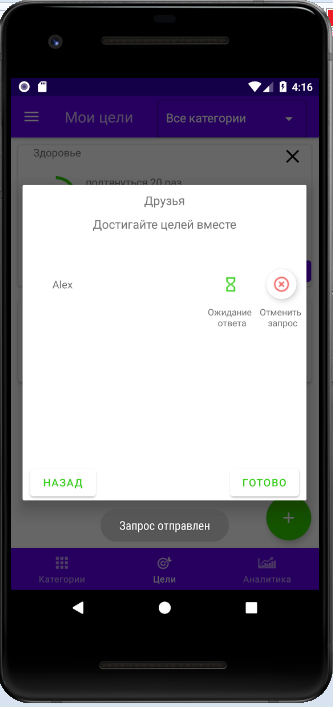 4:16
Мои цели
Все категории
Здоровье
подтянуться 20 раз
Друзья
Достигайте целей вместе
Alex
Ожидание
ответа
Отменить
запрос
НАЗАД
ГОТОВО
Запрос отправлен
Категории
Цели
Аналитика